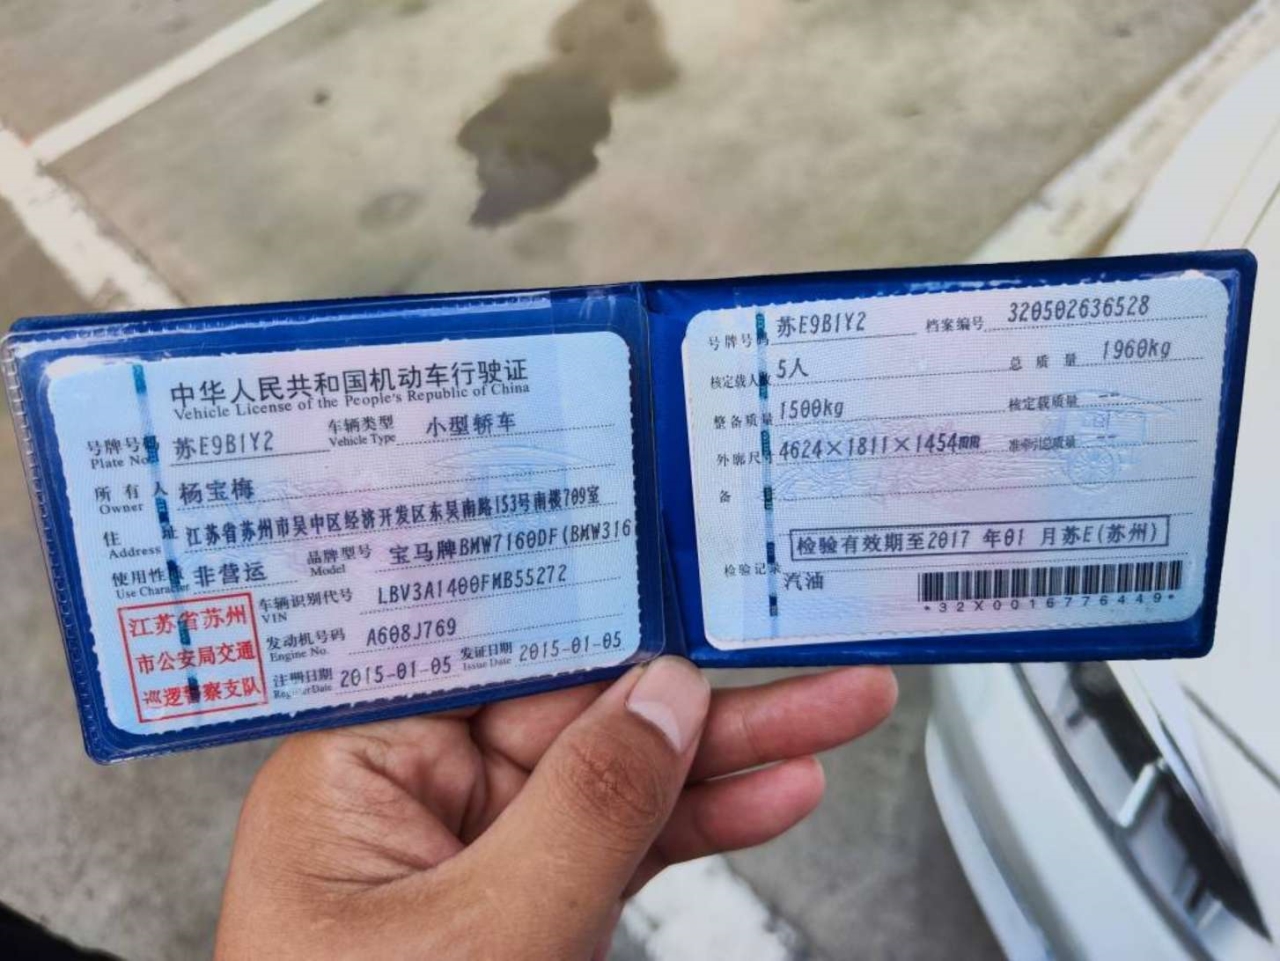 中华人民共和国机动车行驶证
Vehicle License of the People's Republic of China
号牌号码 苏E9B1Y2 车辆类型 小型轿车
Plate No. Vehicle Type
所有人 杨宝梅
Owner
住址 江苏省苏州市吴中区经济开发区东吴南路153号南楼709室
Address
使用性 非营运 品牌型号 宝马牌BMW7160DF(BMW316
Use Character Model
车辆识别代号 LBV3A1400FMB55272
VIN
发动机号码 A608J769
Engine No.
注册日期 2015-01-05 发证日期 2015-01-05
Register Date Issue Date
江苏省苏州
市公安局交通
巡逻警察支队
号牌号码 苏E9B1Y2 档案编号 320502636528
核定载人数 5人 总质量 1960kg
整备质量 1500kg 核定载质量 --
外廓尺寸 4624×1811×1454 准牵引总质量 --
备
检验有效期至2017 年01 月苏E(苏州)
检验记录 汽油
*32X0016776449*